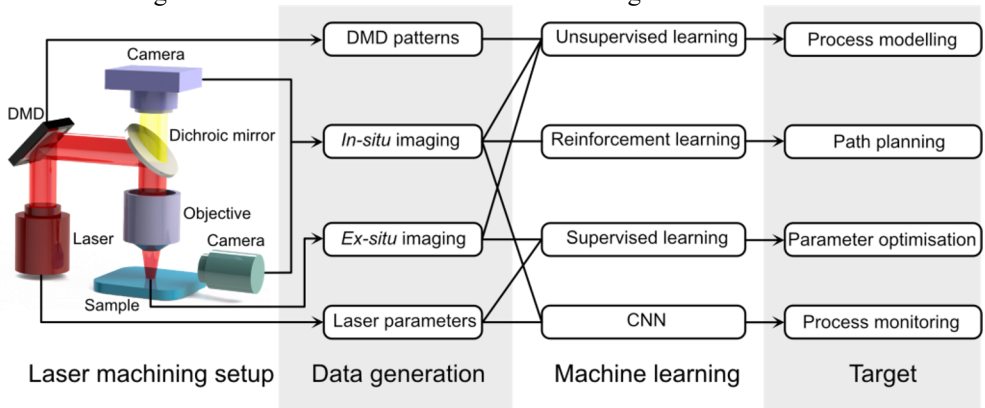 Camera
DMD
Dichroic mirror
Objective
Laser
Camera
Sample
Laser machining setup
DMD patterns
In-situ imaging
Ex-situ imaging
Laser parameters
Data generation
Unsupervised learning
Reinforcement learning
Supervised learning
CNN
Machine learning
Process modelling
Path planning
Parameter optimisation
Process monitoring
Target